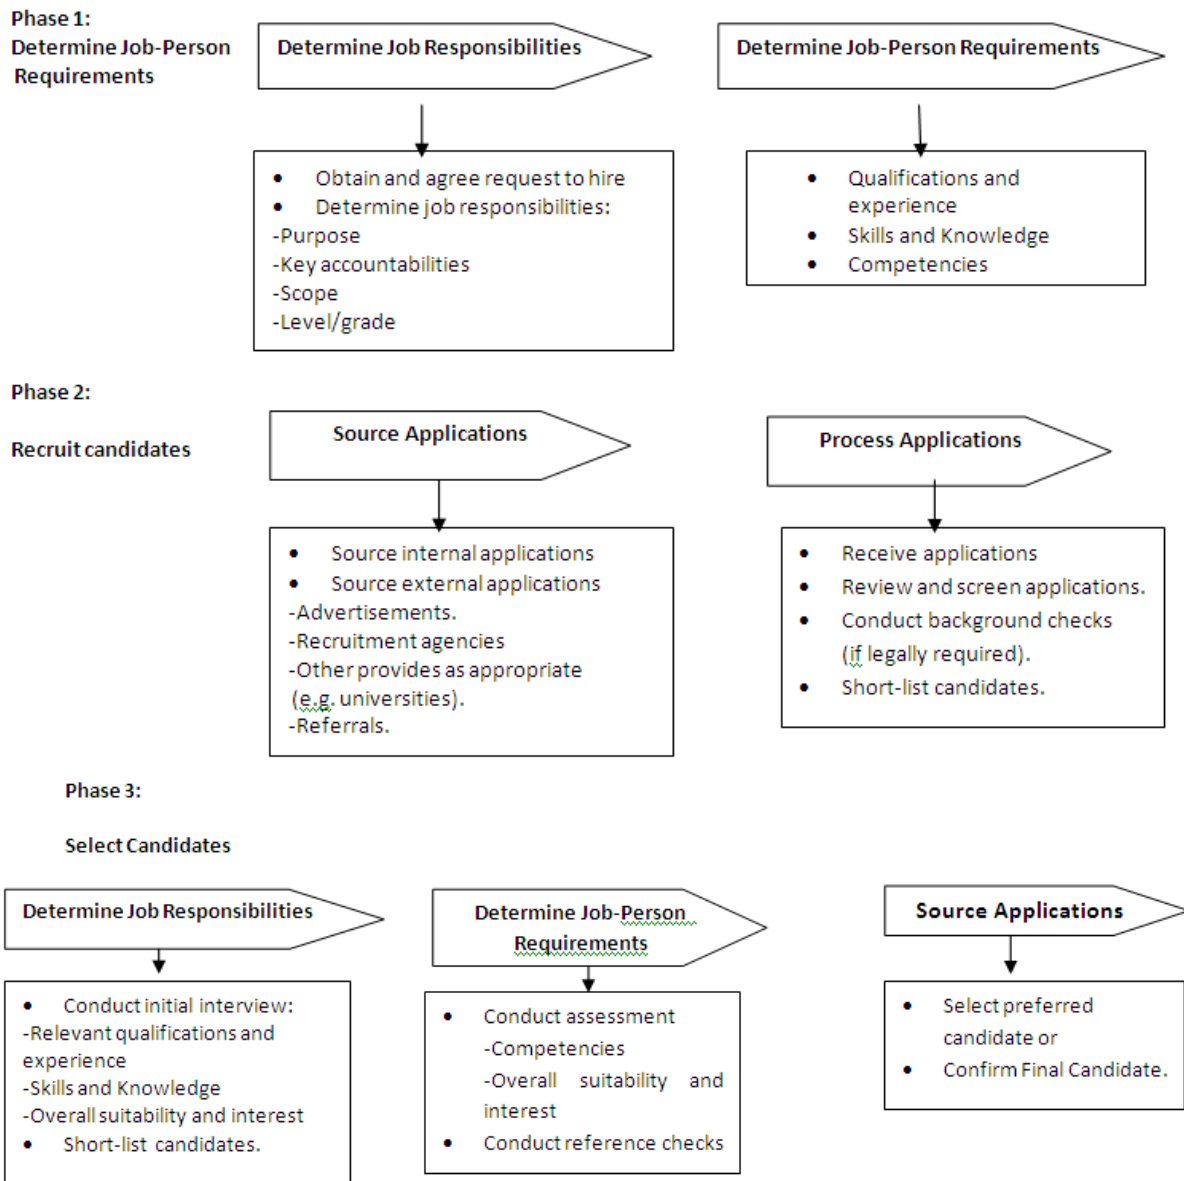 Phase 1:
Determine Job-Person
Requirements
Determine Job Responsibilities
Determine Job-Person Requirements
• Obtain and agree request to hire
• Determine job responsibilities:
-Purpose
-Key accountabilities
-Scope
-Level/grade
• Qualifications and
experience
• Skills and Knowledge
• Competencies
Phase 2:
Recruit candidates
Source Applications
Process Applications
• Source internal applications
• Source external applications
-Advertisements.
-Recruitment agencies
-Other provides as appropriate
(e.g. universities).
-Referrals.
• Receive applications
• Review and screen applications.
• Conduct background checks
(if legally required).
• Short-list candidates.
Phase 3:
Select Candidates
Determine Job Responsibilities
Determine Job-Person
Requirements
Source Applications
• Conduct initial interview:
-Relevant qualifications and
experience
-Skills and Knowledge
-Overall suitability and interest
• Short-list candidates.
• Conduct assessment
-Competencies
-Overall suitability and
interest
• Conduct reference checks
• Select preferred
candidate or
• Confirm Final Candidate.